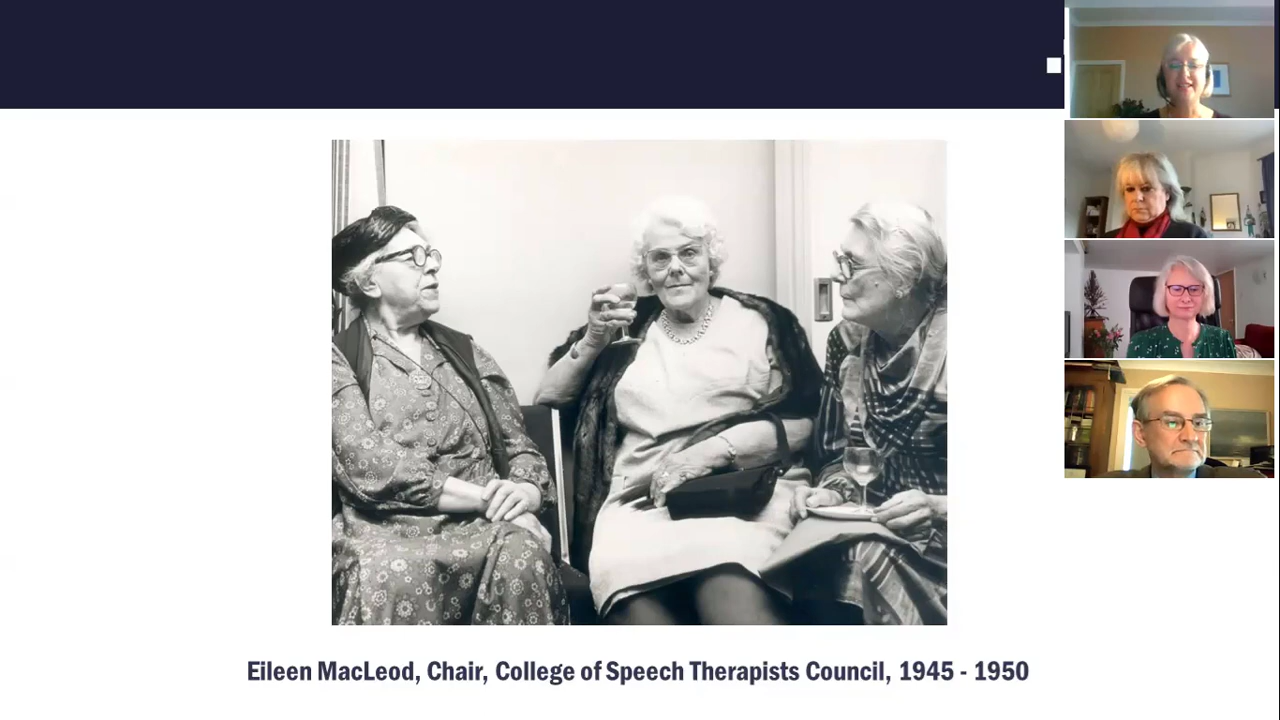 Eileen MacLeod, Chair, College of Speech Therapists Council, 1945 - 1950